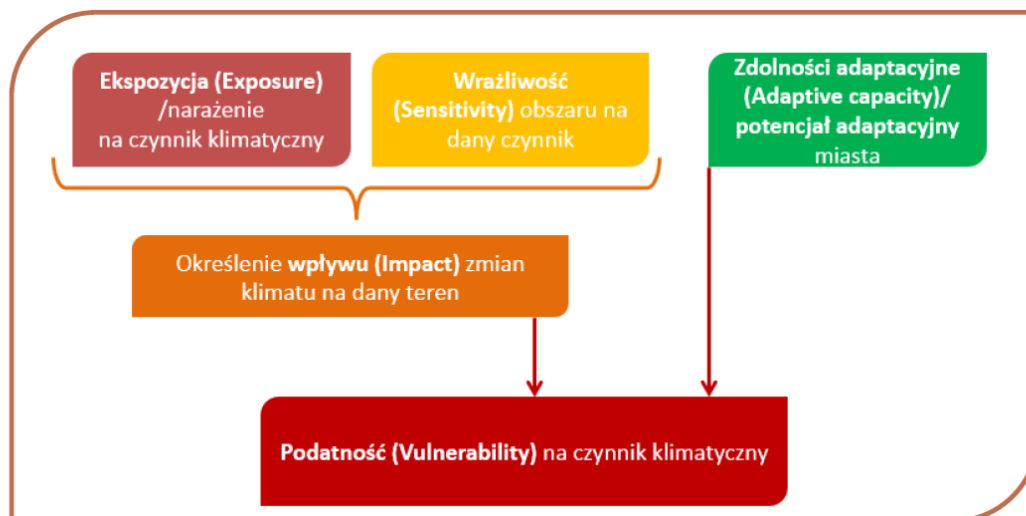 Ekspozycja (Exposure)
/narażenie
na czynnik klimatyczny
Wrażliwość
(Sensitivity) obszaru na
dany czynnik
Zdolności adaptacyjne
(Adaptive capacity)/
potencjał adaptacyjny
miasta
Określenie wpływu (Impact) zmian
klimatu na dany teren
Podatność (Vulnerability) na czynnik klimatyczny